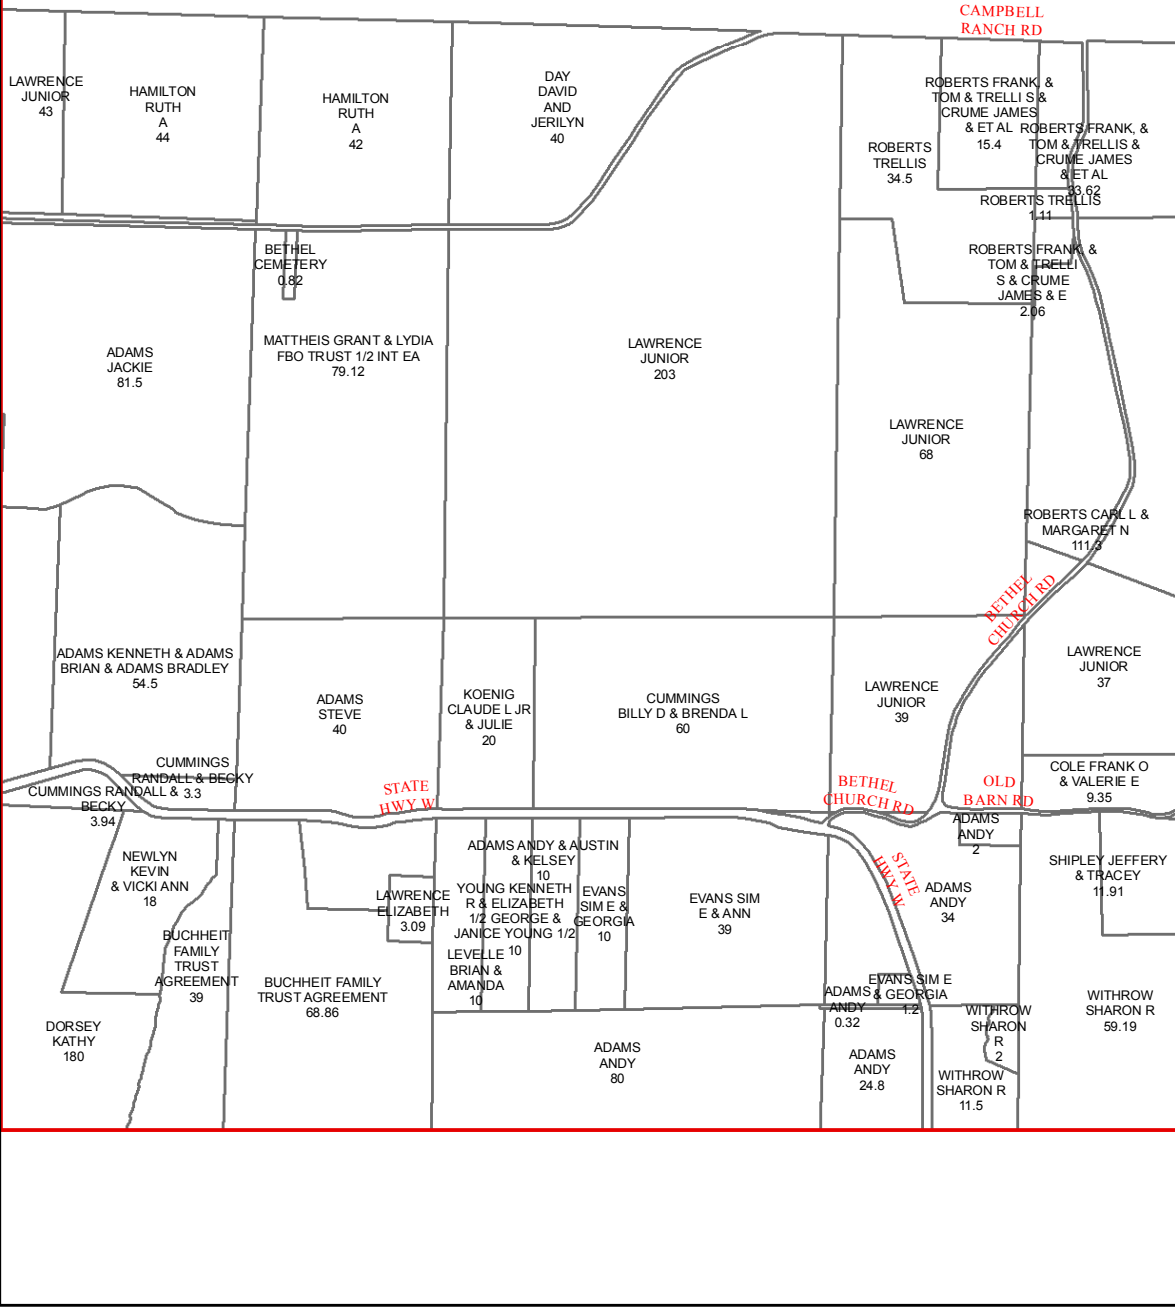 CAMPBELL
RANCH RD
LAWRENCE
JUNIOR
43
HAMILTON
RUTH
A
44
HAMILTON
RUTH
A
42
DAY
DAVID
AND
JERILYN
40
ROBERTS
TRELLIS
34.5
ROBERTS FRANK, &
TOM & TRELLI S &
CRUME JAMES
& ET AL
15.4
ROBERTS FRANK, &
TOM & TRELLIS &
CRUME JAMES
& ET AL
33.62
ROBERTS TRELLIS
1.11
ROBERTS FRANK, &
TOM & TRELLI
S & CRUME
JAMES & E
2.06
BETHEL
CEMETERY
0.82
ADAMS
JACKIE
81.5
MATTHEIS GRANT & LYDIA
FBO TRUST 1/2 INT EA
79.12
LAWRENCE
JUNIOR
203
LAWRENCE
JUNIOR
68
ROBERTS CARL L &
MARGARET N
111.3
BETHEL
CHURCH RD
ADAMS KENNETH & ADAMS
BRIAN & ADAMS BRADLEY
54.5
ADAMS
STEVE
40
KOENIG
CLAUDE L JR
& JULIE
20
CUMMINGS
BILLY D & BRENDA L
60
LAWRENCE
JUNIOR
39
LAWRENCE
JUNIOR
37
CUMMINGS
RANDALL & BECKY
3.3
CUMMINGS RANDALL &
BECKY
3.94
STATE
HWY W
BETHEL
CHURCH RD
OLD
BARN RD
COLE FRANK O
& VALERIE E
9.35
ADAMS
ANDY
2
NEWLYN
KEVIN
& VICKI ANN
18
BUCHHEIT
FAMILY
TRUST
AGREEMENT
39
BUCHHEIT FAMILY
TRUST AGREEMENT
68.86
LAWRENCE
ELIZABETH
3.09
ADAMS ANDY & AUSTIN
& KELSEY
10
YOUNG KENNETH
R & ELIZABETH
1/2 GEORGE &
JANICE YOUNG 1/2
10
LEVELLE
BRIAN &
AMANDA
10
EVANS
SIM E &
GEORGIA
10
EVANS SIM
E & ANN
39
STATE
HWY W
ADAMS
ANDY
34
SHIPLEY JEFFERY
& TRACEY
11.91
DORSEY
KATHY
180
ADAMS
ANDY
80
ADAMS
ANDY
0.32
EVANS SIM E
& GEORGIA
1.2
ADAMS
ANDY
24.8
WITHROW
SHARON
R
2
WITHROW
SHARON R
11.5
WITHROW
SHARON R
59.19